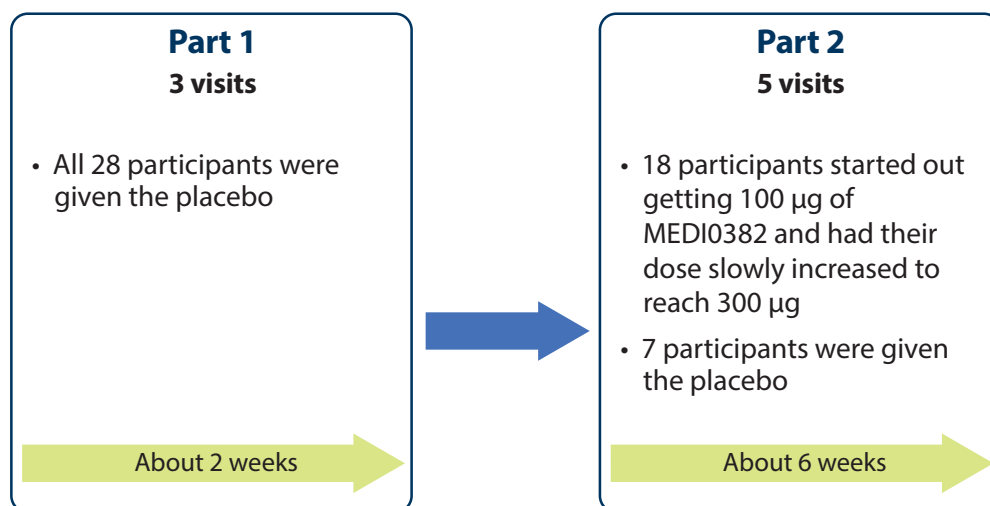 Part 1
3 visits
• All 28 participants were
given the placebo
About 2 weeks
Part 2
5 visits
• 18 participants started out
getting 100 µg of
MEDI0382 and had their
dose slowly increased to
reach 300 µg
• 7 participants were given
the placebo
About 6 weeks